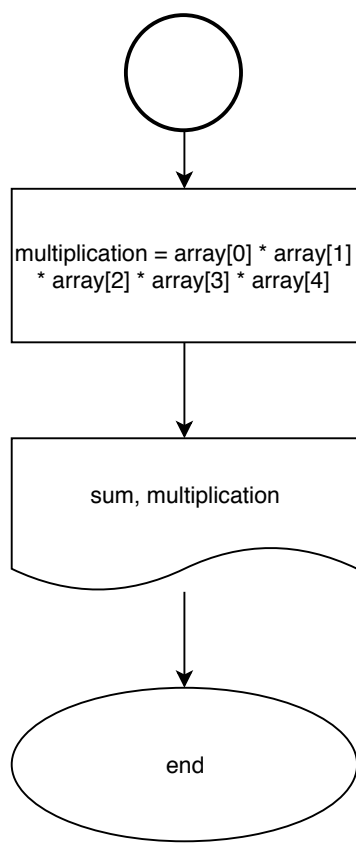 multiplication = array[0] * array[1]
* array[2] * array[3] * array[4]
sum, multiplication
end